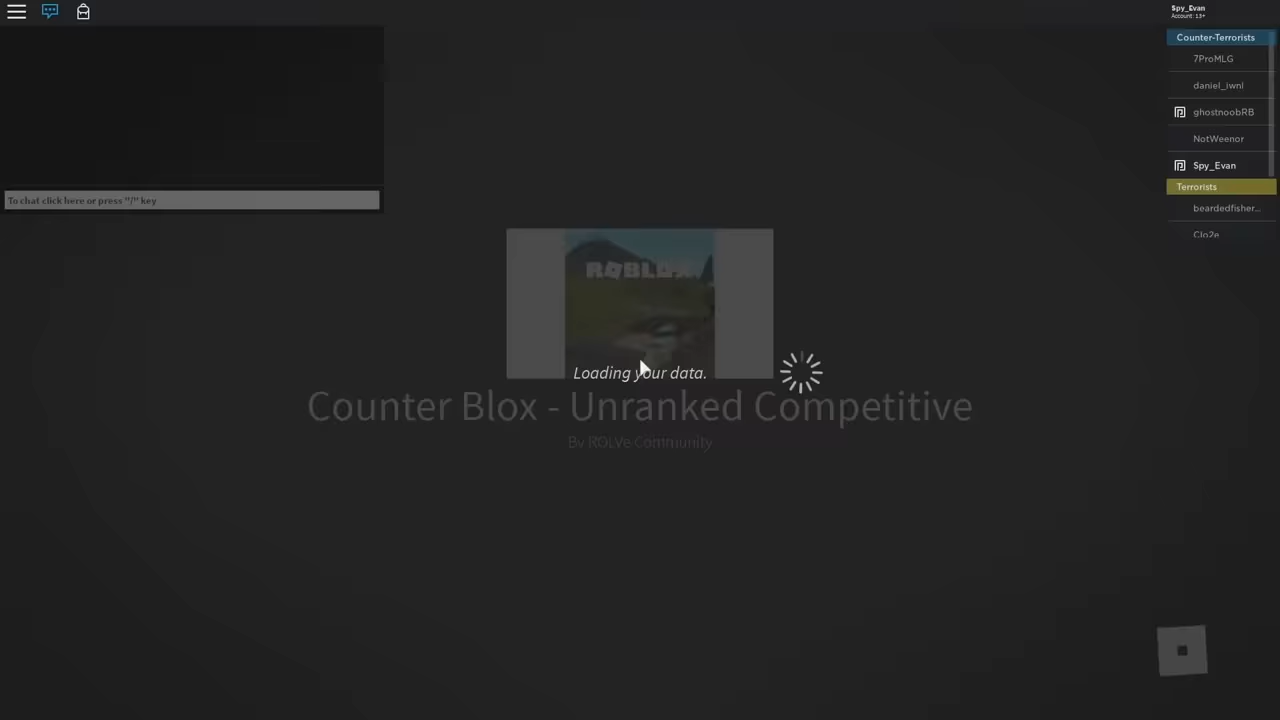 Spy_Evan
Account: 13+
Counter-Terrorists
7ProMLG
daniel_iwnl
ghostnoobRB
NotWeenor
Spy_Evan
Terrorists
beardedfisher...
Clo2e
To chat click here or press "/" key
ROBLOX
Loading your data.
Counter Blox - Unranked Competitive
By ROLVe Community